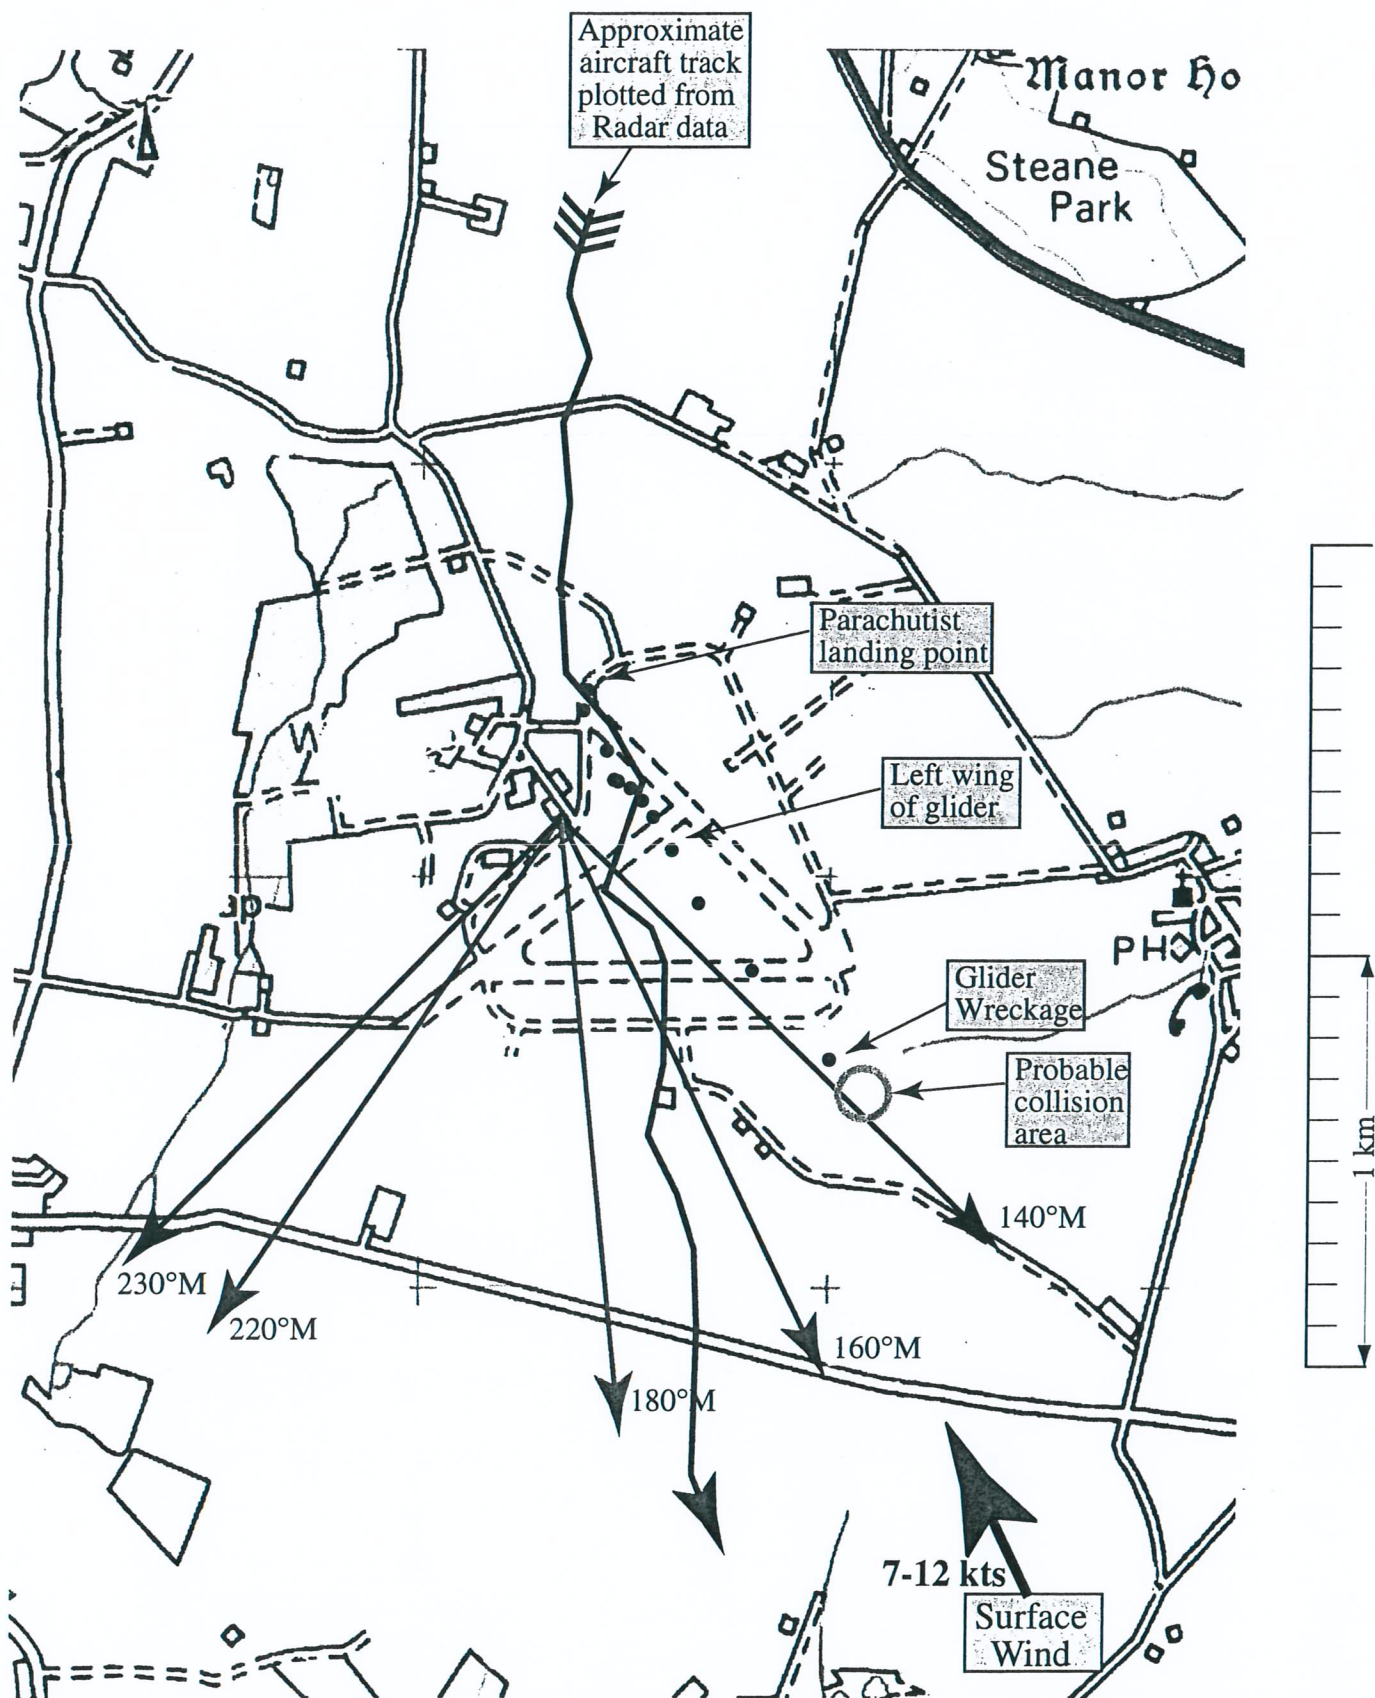 Approximate
aircraft track
plotted from
Radar data
Manor Ho
Steane
Park
Parachutist
landing point
Left wing
of glider
PH
Glider
Wreckage
Probable
collision
area
1 km
140°M
230°M
220°M
160°M
180°M
7-12 kts
Surface
Wind